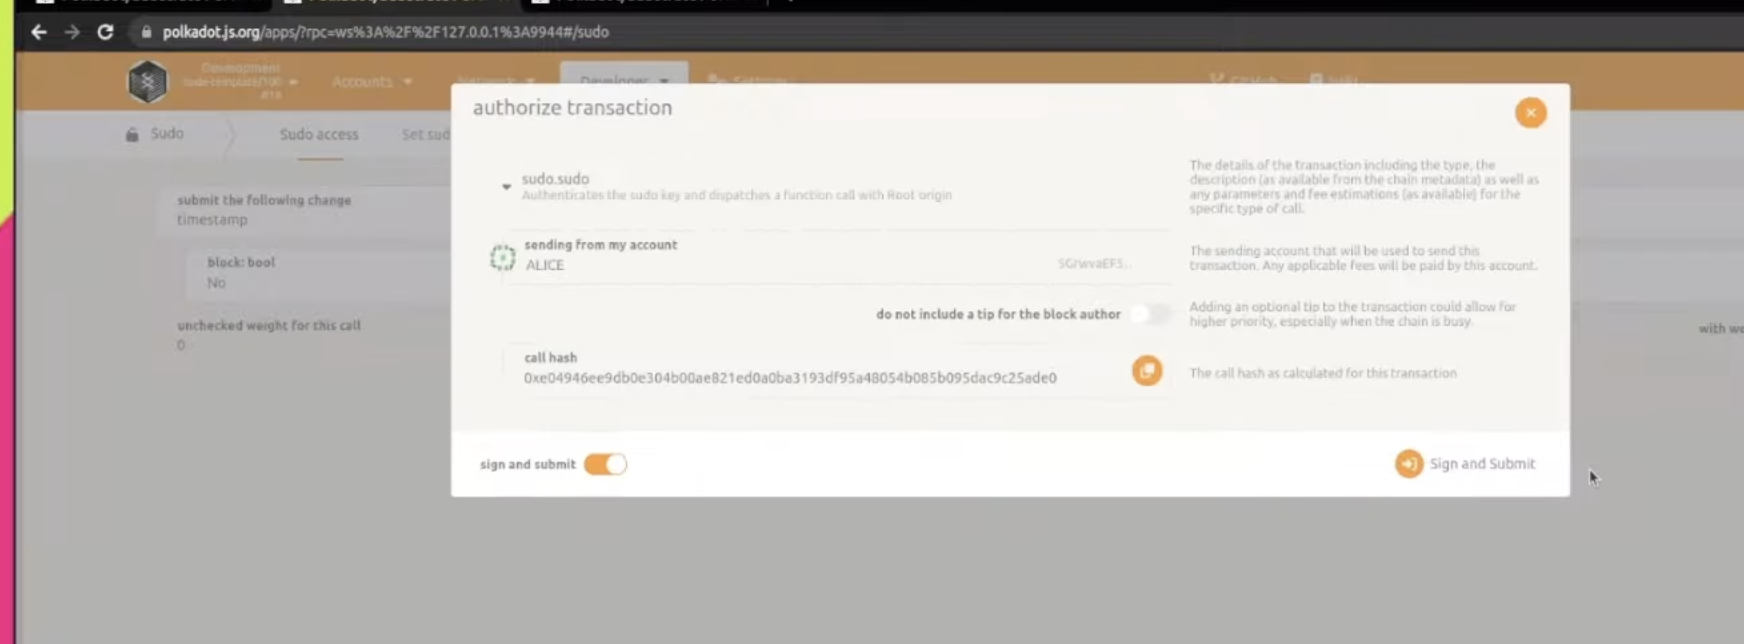 polkadot.js.org/apps/?rpc=ws%3A%2F%2F127.0.0.1%3A9944#/sudo
Development
Accounts
Developer
GitHub
Sudo
Sudo access
Set sud
authorize transaction
submit the following change
timestamp
block: bool
No
unchecked weight for this call
0
sudo.sudo
Authenticates the sudo key and dispatches a function call with Root origin
The details of the transaction including the type, the
description (as available from the chain metadata) as well as
any parameters and fee estimations (as available) for the
specific type of call.
sending from my account
ALICE
5GrwvaEF5..
The sending account that will be used to send this
transaction. Any applicable fees will be paid by this account.
do not include a tip for the block author
Adding an optional tip to the transaction could allow for
higher priority, especially when the chain is busy.
with we
call hash
0xe04946ee9db0e304b00ae821ed0a0ba3193df95a48054b085b095dac9c25ade0
The call hash as calculated for this transaction
sign and submit
Sign and Submit